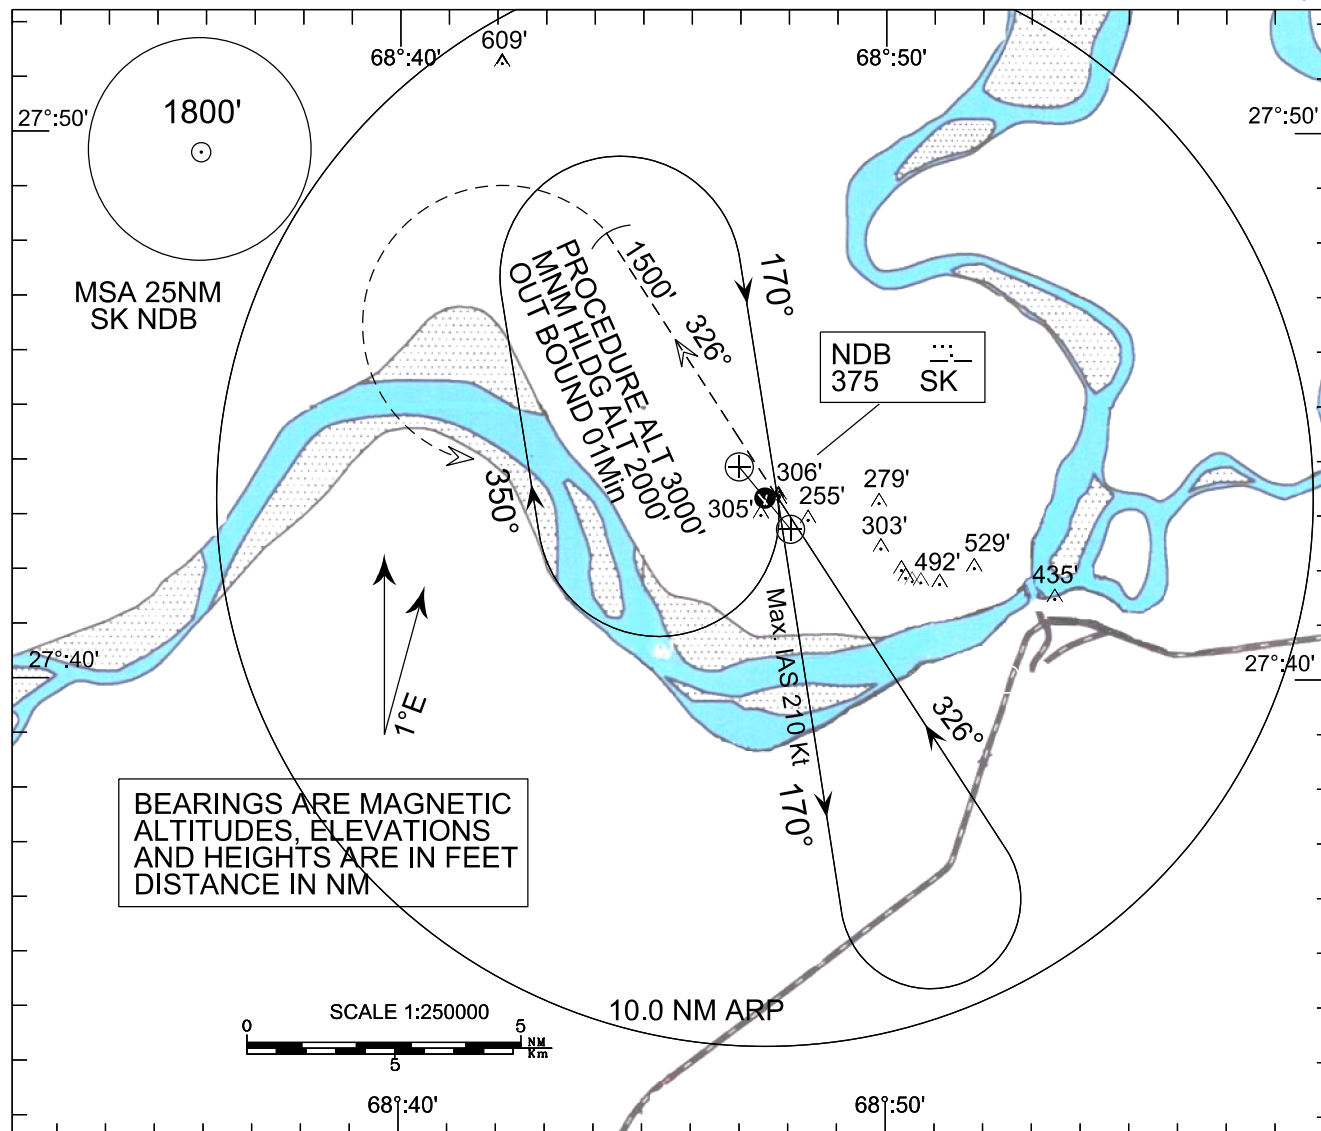 609'
68°:40'
68°:50'
27°:50'
27°:50'
1800'
MSA 25NM
SK NDB
170°
1500'
326°
PROCEDURE ALT 3000'
MNM HLDG ALT 2000'
OUT BOUND 01Min
NDB
375 SK
350°
306'
305'
255'
279'
303'
492'
529'
435'
27°:40'
27°:40'
1°E
Max. IAS 210 Kt
170°
326°
BEARINGS ARE MAGNETIC
ALTITUDES, ELEVATIONS
AND HEIGHTS ARE IN FEET
DISTANCE IN NM
10.0 NM ARP
SCALE 1:250000
0 5
NM
Km
5
68°:40'
68°:50'